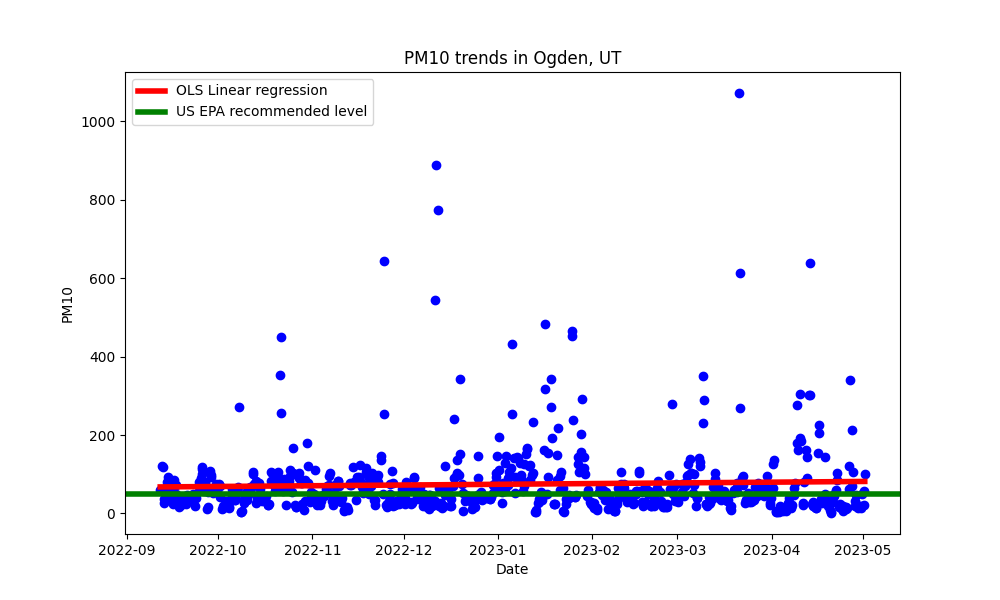 PM10 trends in Ogden, UT
OLS Linear regression
US EPA recommended level
1000
800
600
400
200
0
PM10
2022-09 2022-10 2022-11 2022-12 2023-01 2023-02 2023-03 2023-04 2023-05
Date